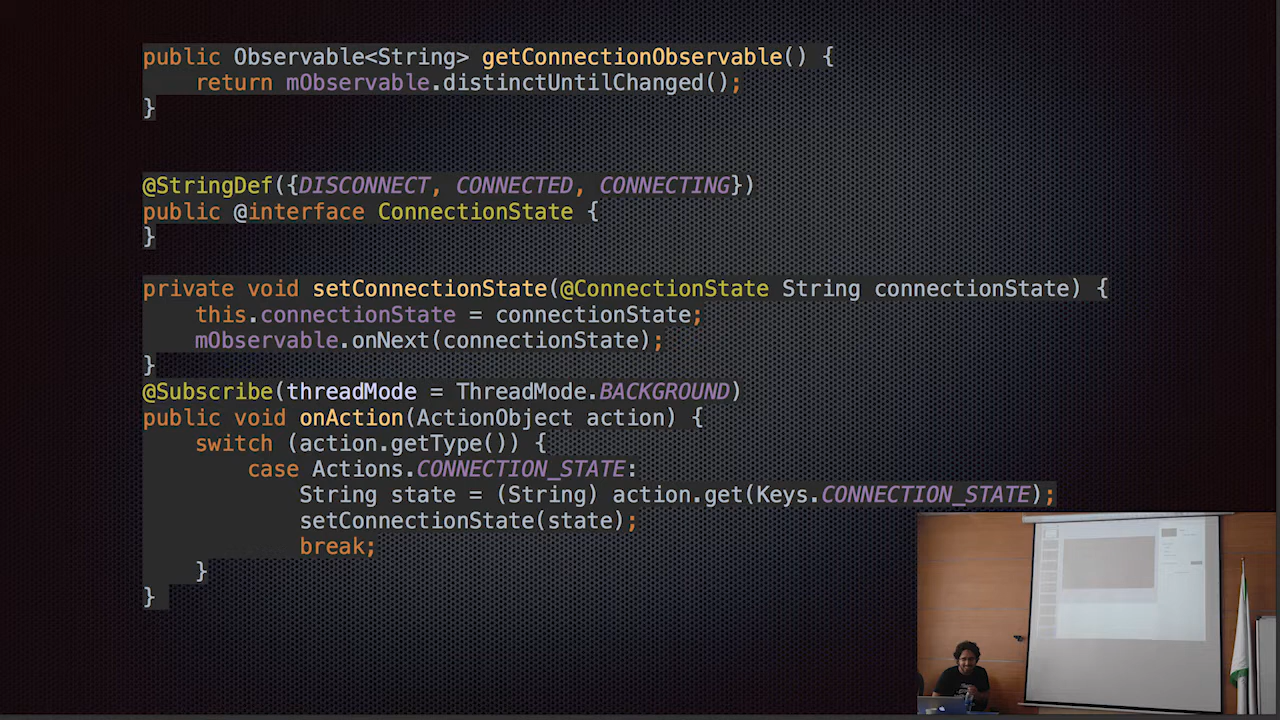 public Observable<String> getConnectionObservable() {
return mObservable.distinctUntilChanged();
}
@StringDef({DISCONNECT, CONNECTED, CONNECTING})
public @interface ConnectionState {
}
private void setConnectionState(@ConnectionState String connectionState) {
this.connectionState = connectionState;
mObservable.onNext(connectionState);
}
@Subscribe(threadMode = ThreadMode.BACKGROUND)
public void onAction(ActionObject action) {
switch (action.getType()) {
case Actions.CONNECTION_STATE:
String state = (String) action.get(Keys.CONNECTION_STATE);
setConnectionState(state);
break;
}
}